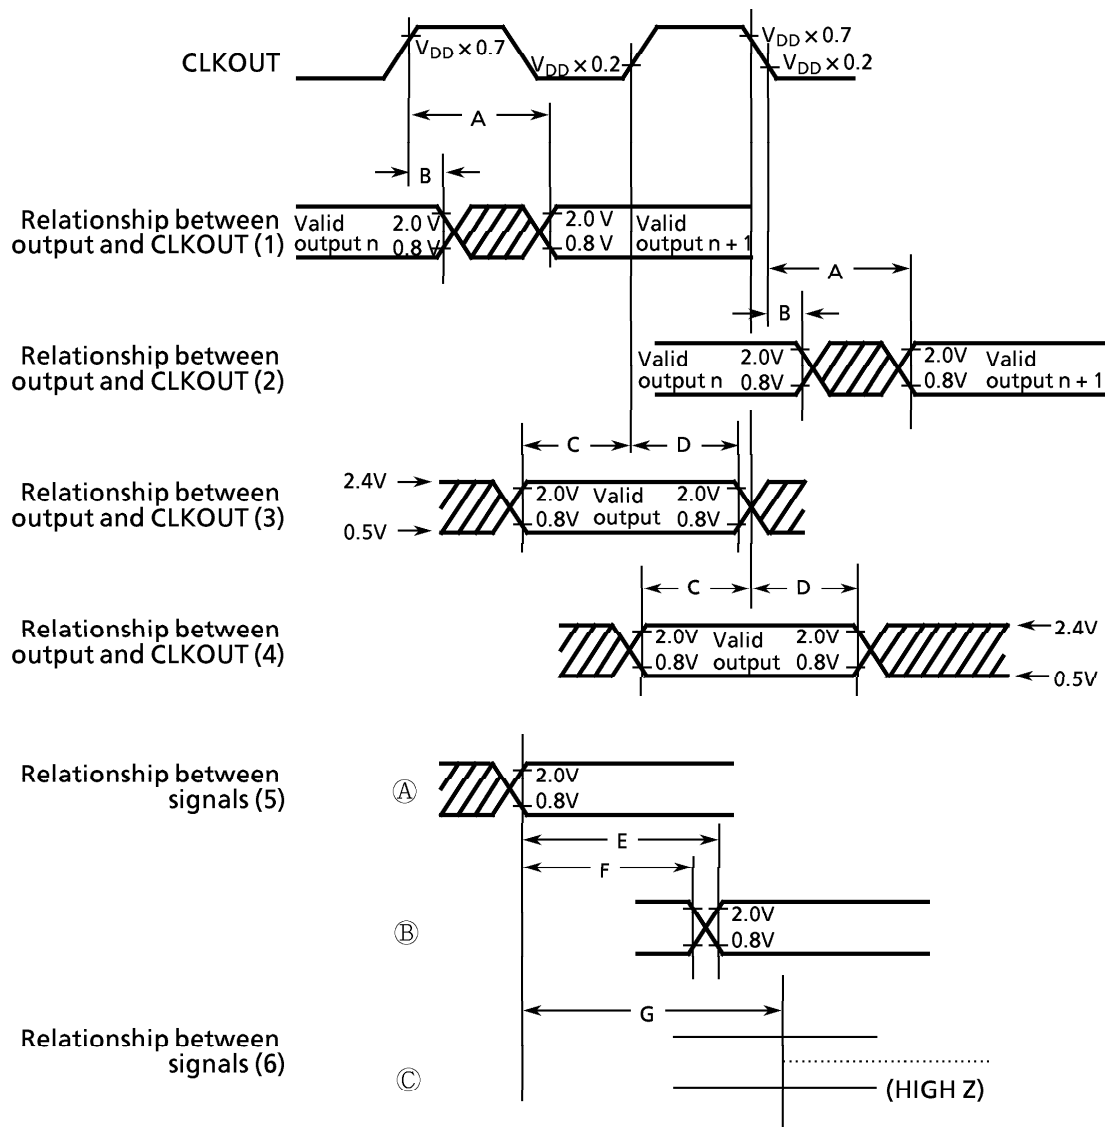 CLKOUT
VDD × 0.7
VDD × 0.2
VDD × 0.7
VDD × 0.2
A
B
Relationship between
output and CLKOUT (1)
Valid
output n
2.0 V
0.8 V
2.0 V
0.8 V
Valid
output n + 1
A
B
Relationship between
output and CLKOUT (2)
Valid
output n
2.0V
0.8V
2.0V
0.8V
Valid
output n + 1
C
D
Relationship between
output and CLKOUT (3)
2.4V
0.5V
2.0V
0.8V
Valid
output
2.0V
0.8V
C
D
Relationship between
output and CLKOUT (4)
2.0V
0.8V
Valid
output
2.0V
0.8V
2.4V
0.5V
Relationship between
signals (5)
Ⓐ
2.0V
0.8V
E
F
Ⓑ
2.0V
0.8V
G
Relationship between
signals (6)
Ⓒ
(HIGH Z)